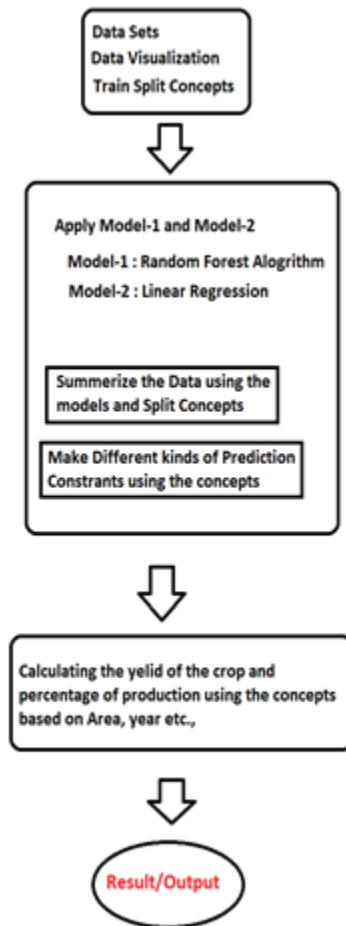 Data Sets
Data Visualization
Train Split Concepts
Apply Model-1 and Model-2
Model-1 : Random Forest Alogrithm
Model-2 : Linear Regression
Summerize the Data using the
models and Split Concepts
Make Different kinds of Prediction
Constrants using the concepts
Calculating the yelid of the crop and
percentage of production using the concepts
based on Area, year etc.,
Result/Output